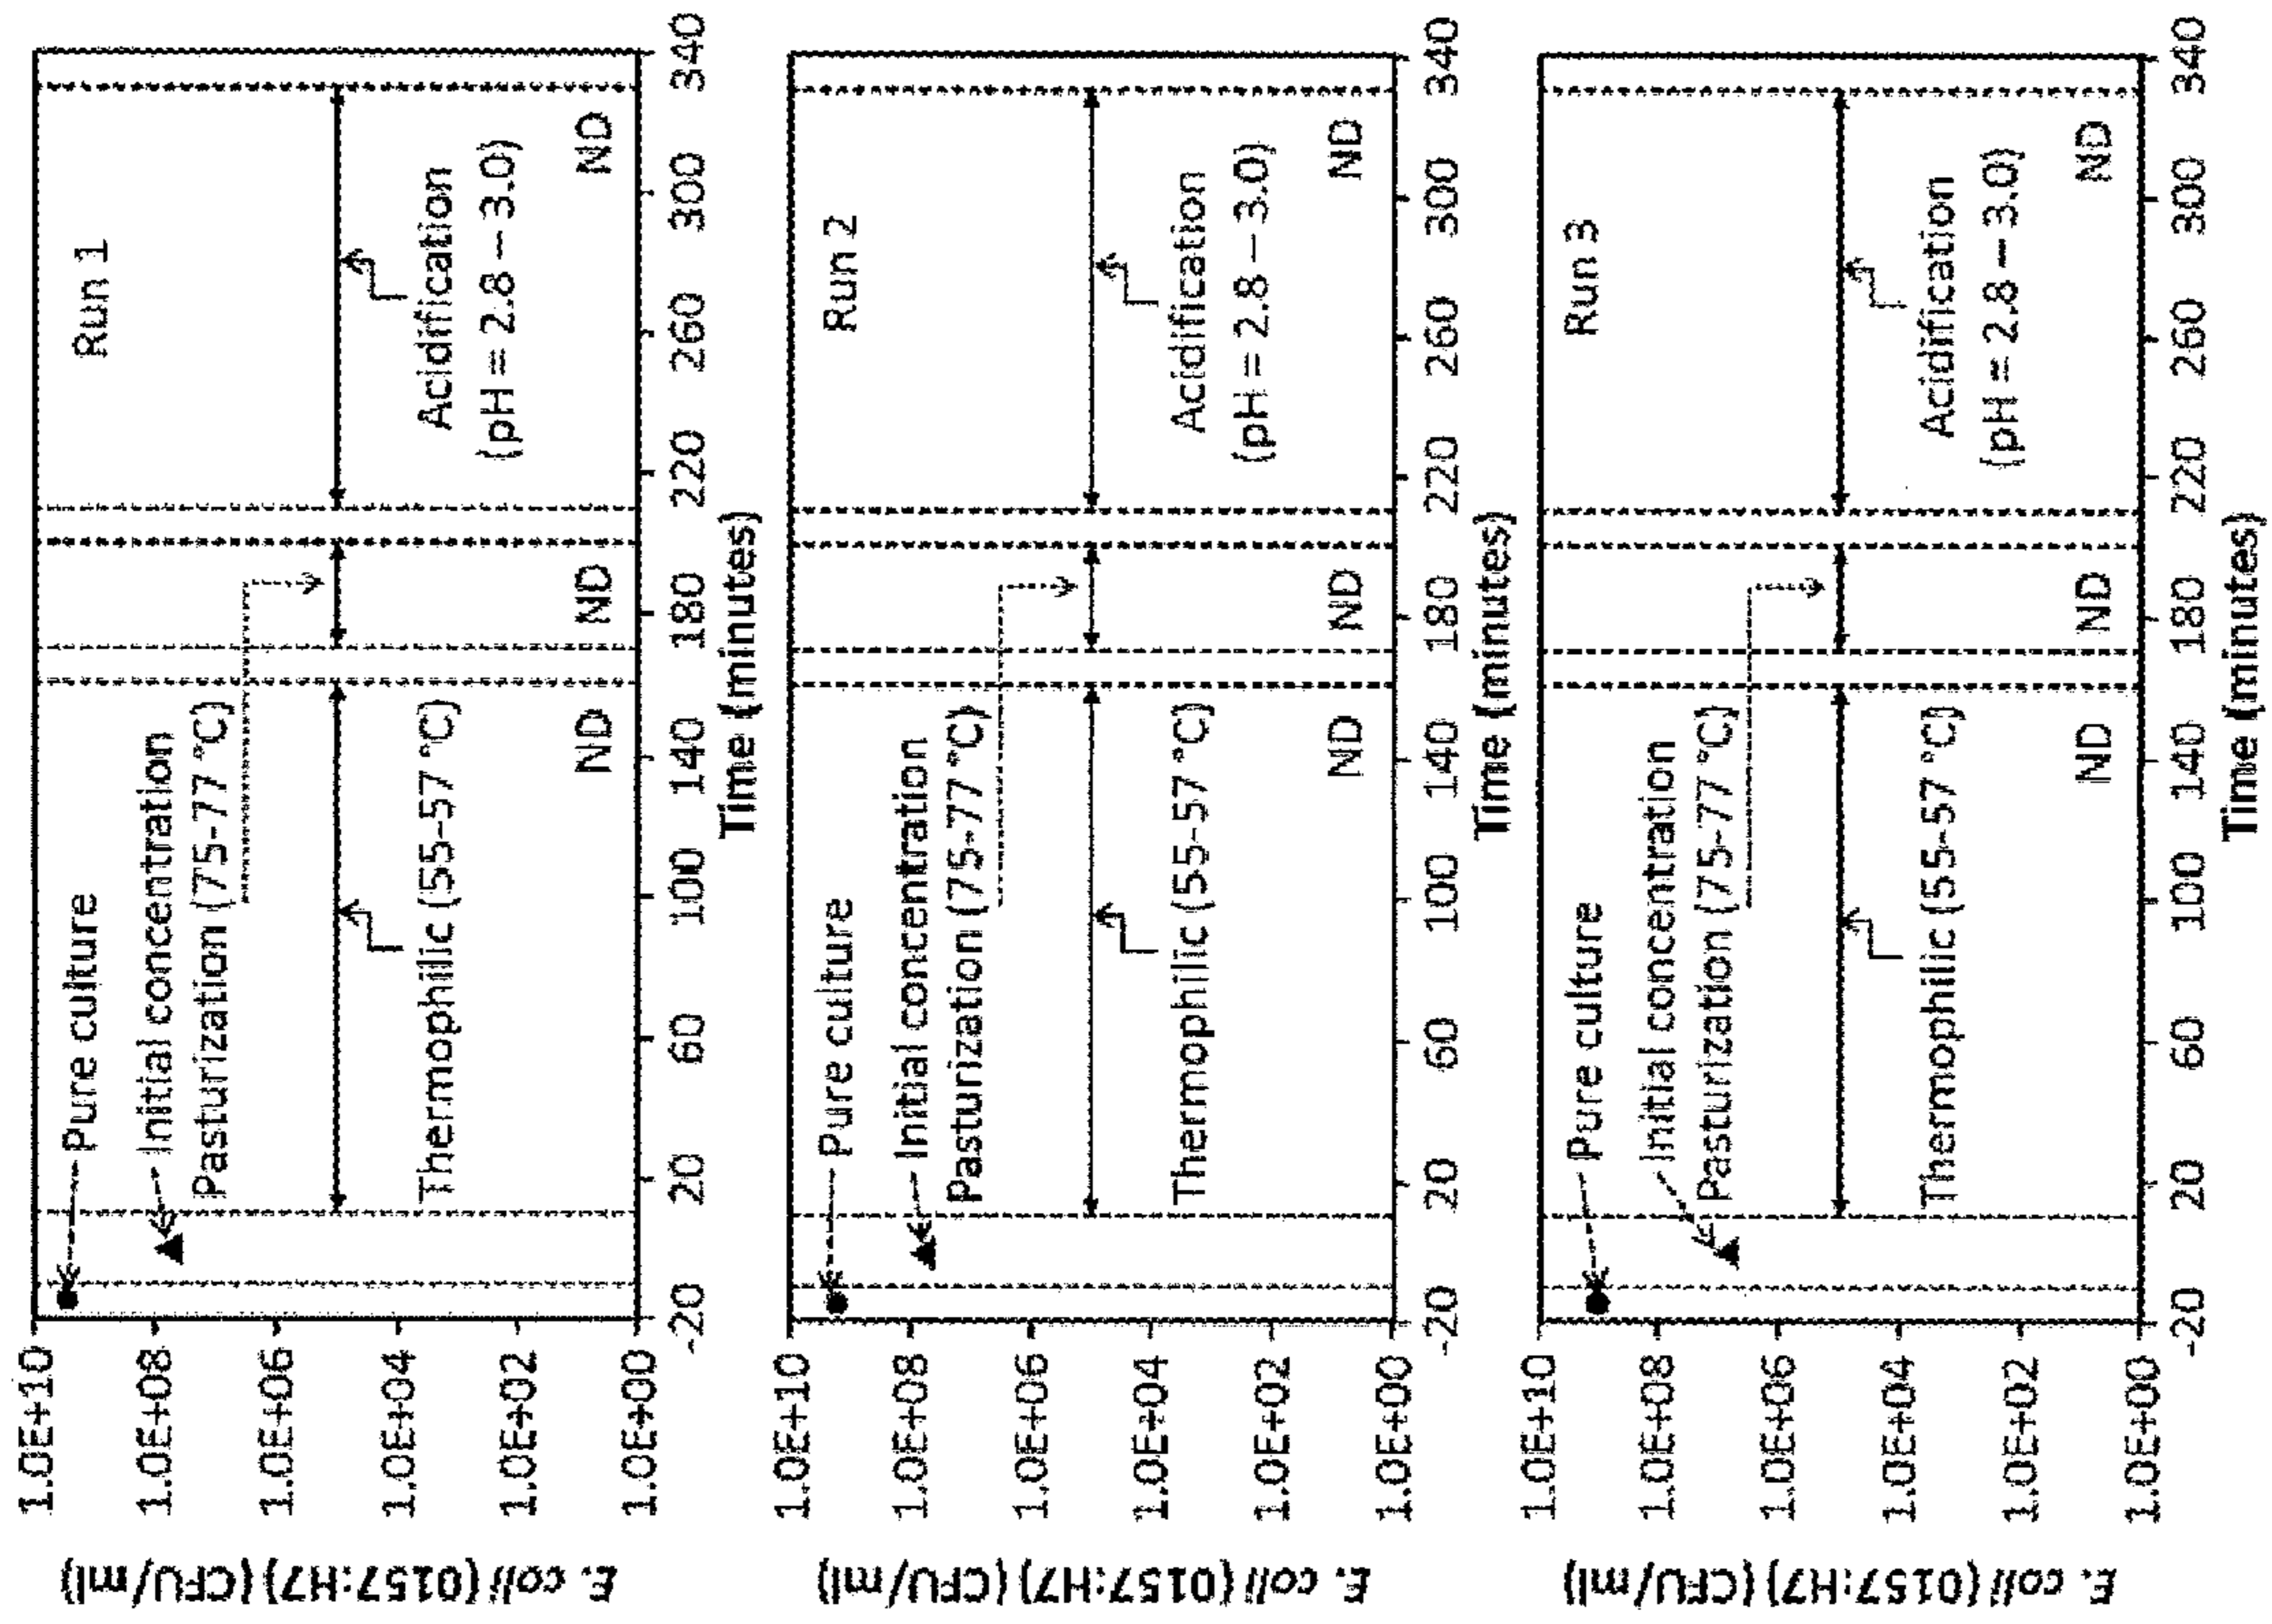 E. coli (0157:H7) (CFU/ml)
1.0E+10
1.0E+08
1.0E+06
1.0E+04
1.0E+02
1.0E+00
Run 1
Pure culture
Initial concentration
Pasturization (75-77 °C)
Thermophilic (55-57 °C)
Acidification
(pH = 2.8 – 3.0)
ND
ND
ND
-20
20
60
100
140
180
220
260
300
340
Time (minutes)
E. coli (0157:H7) (CFU/ml)
1.0E+10
1.0E+08
1.0E+06
1.0E+04
1.0E+02
1.0E+00
Run 2
Pure culture
Initial concentration
Pasturization (75-77 °C)
Thermophilic (55-57 °C)
Acidification
(pH = 2.8 – 3.0)
ND
ND
ND
-20
20
60
100
140
180
220
260
300
340
Time (minutes)
E. coli (0157:H7) (CFU/ml)
1.0E+10
1.0E+08
1.0E+06
1.0E+04
1.0E+02
1.0E+00
Run 3
Pure culture
Initial concentration
Pasturization (75-77 °C)
Thermophilic (55-57 °C)
Acidification
(pH = 2.8 – 3.0)
ND
ND
ND
-20
20
60
100
140
180
220
260
300
340
Time (minutes)